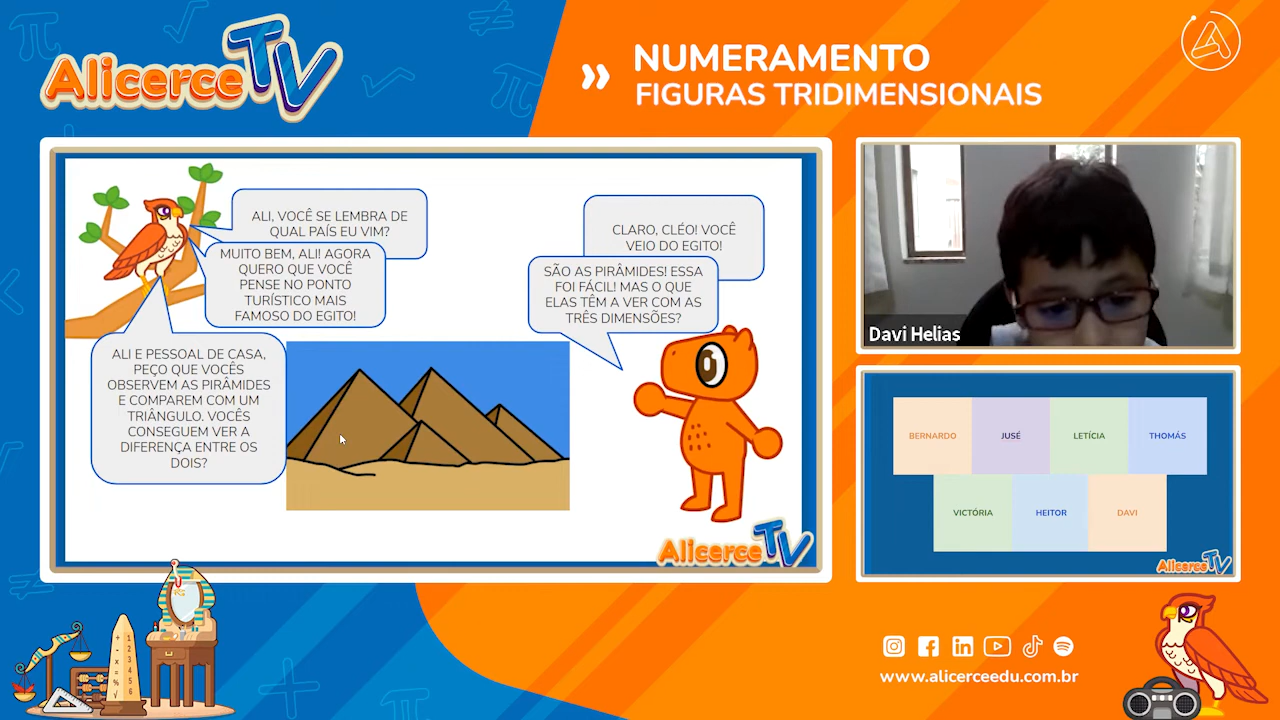 AlicerceTV
NUMERAMENTO
FIGURAS TRIDIMENSIONAIS
ALI, VOCÊ SE LEMBRA DE
QUAL PAÍS EU VIM?
CLARO, CLÉO! VOCÊ
VEIO DO EGITO!
MUITO BEM, ALI! AGORA
QUERO QUE VOCÊ
PENSE NO PONTO
TURÍSTICO MAIS
FAMOSO DO EGITO!
SÃO AS PIRÂMIDES! ESSA
FOI FÁCIL! MAS O QUE
ELAS TÊM A VER COM AS
TRÊS DIMENSÕES?
ALI E PESSOAL DE CASA,
PEÇO QUE VOCÊS
OBSERVEM AS PIRÂMIDES
E COMPAREM COM UM
TRIÂNGULO. VOCÊS
CONSEGUEM VER A
DIFERENÇA ENTRE OS
DOIS?
AlicerceTV
Davi Helias
BERNARDO
JUSÉ
LETÍCIA
THOMÁS
VICTÓRIA
HEITOR
DAVI
AlicerceTV
www.alicerceedu.com.br